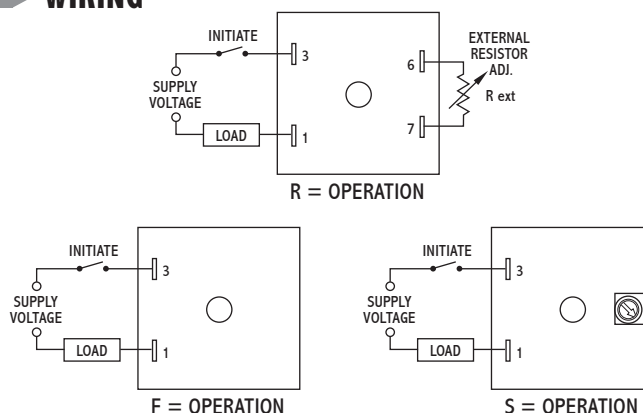 WIRING
INITIATE
3
SUPPLY
VOLTAGE
LOAD
1
6
7
EXTERNAL
RESISTOR
ADJ.
R ext
R = OPERATION
INITIATE
3
SUPPLY
VOLTAGE
LOAD
1
F = OPERATION
INITIATE
3
SUPPLY
VOLTAGE
LOAD
1
S = OPERATION